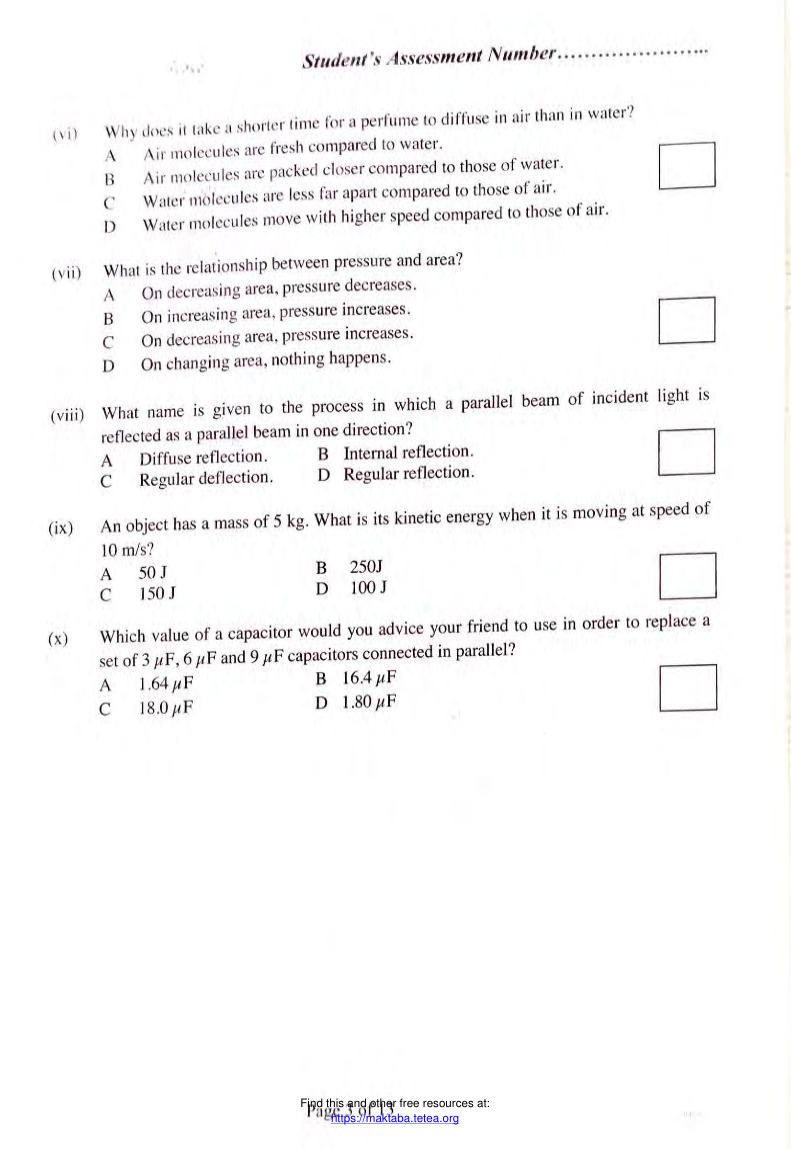 Student's Assessment Number........................
(vi) Why does it take a shorter time for a perfume to diffuse in air than in water?
A Air molecules are fresh compared to water.
B Air molecules are packed closer compared to those of water.
C Water molecules are less far apart compared to those of air.
D Water molecules move with higher speed compared to those of air.
(vii) What is the relationship between pressure and area?
A On decreasing area, pressure decreases.
B On increasing area, pressure increases.
C On decreasing area, pressure increases.
D On changing area, nothing happens.
(viii) What name is given to the process in which a parallel beam of incident light is
reflected as a parallel beam in one direction?
A Diffuse reflection. B Internal reflection.
C Regular deflection. D Regular reflection.
(ix) An object has a mass of 5 kg. What is its kinetic energy when it is moving at speed of
10 m/s?
A 50 J B 250J
C 150 J D 100 J
(x) Which value of a capacitor would you advice your friend to use in order to replace a
set of 3 μF, 6 μF and 9 μF capacitors connected in parallel?
A 1.64 μF B 16.4 μF
C 18.0 μF D 1.80 μF
Find this and other free resources at:
Page 3 of 13
https://maktaba.tetea.org